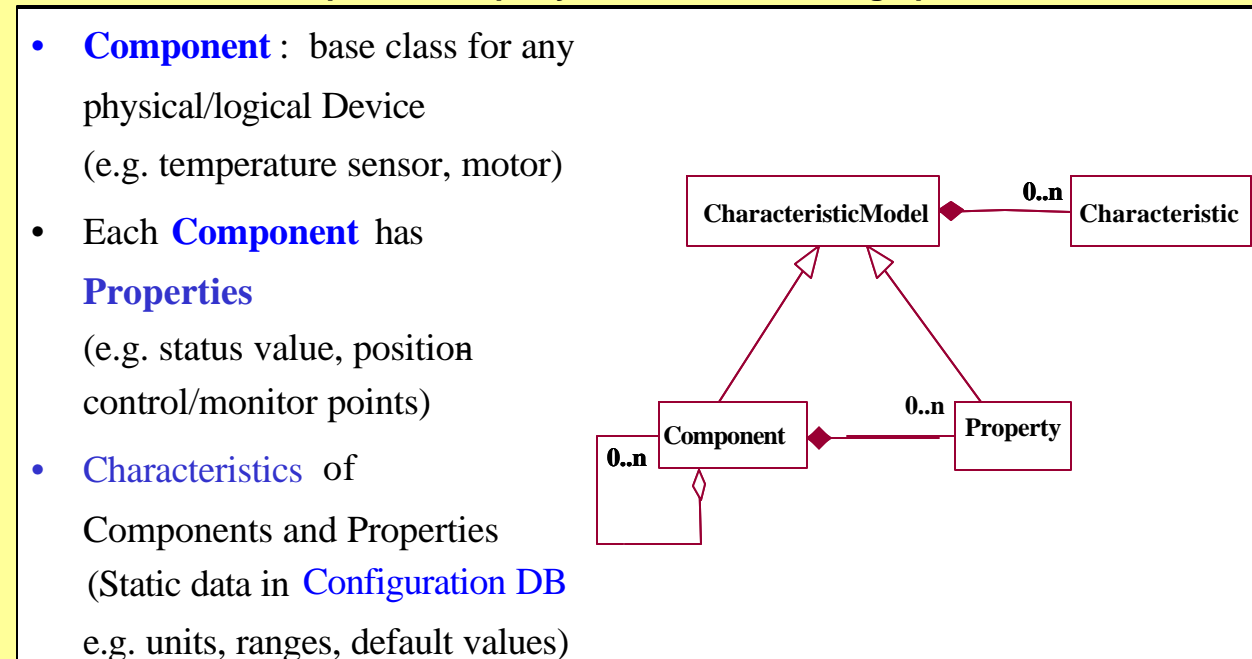 • Component : base class for any
physical/logical Device
(e.g. temperature sensor, motor)
• Each Component has
Properties
(e.g. status value, position
control/monitor points)
• Characteristics of
Components and Properties
(Static data in Configuration DB
e.g. units, ranges, default values)
CharacteristicModel
0..n
Characteristic
Component
0..n
Property
0..n